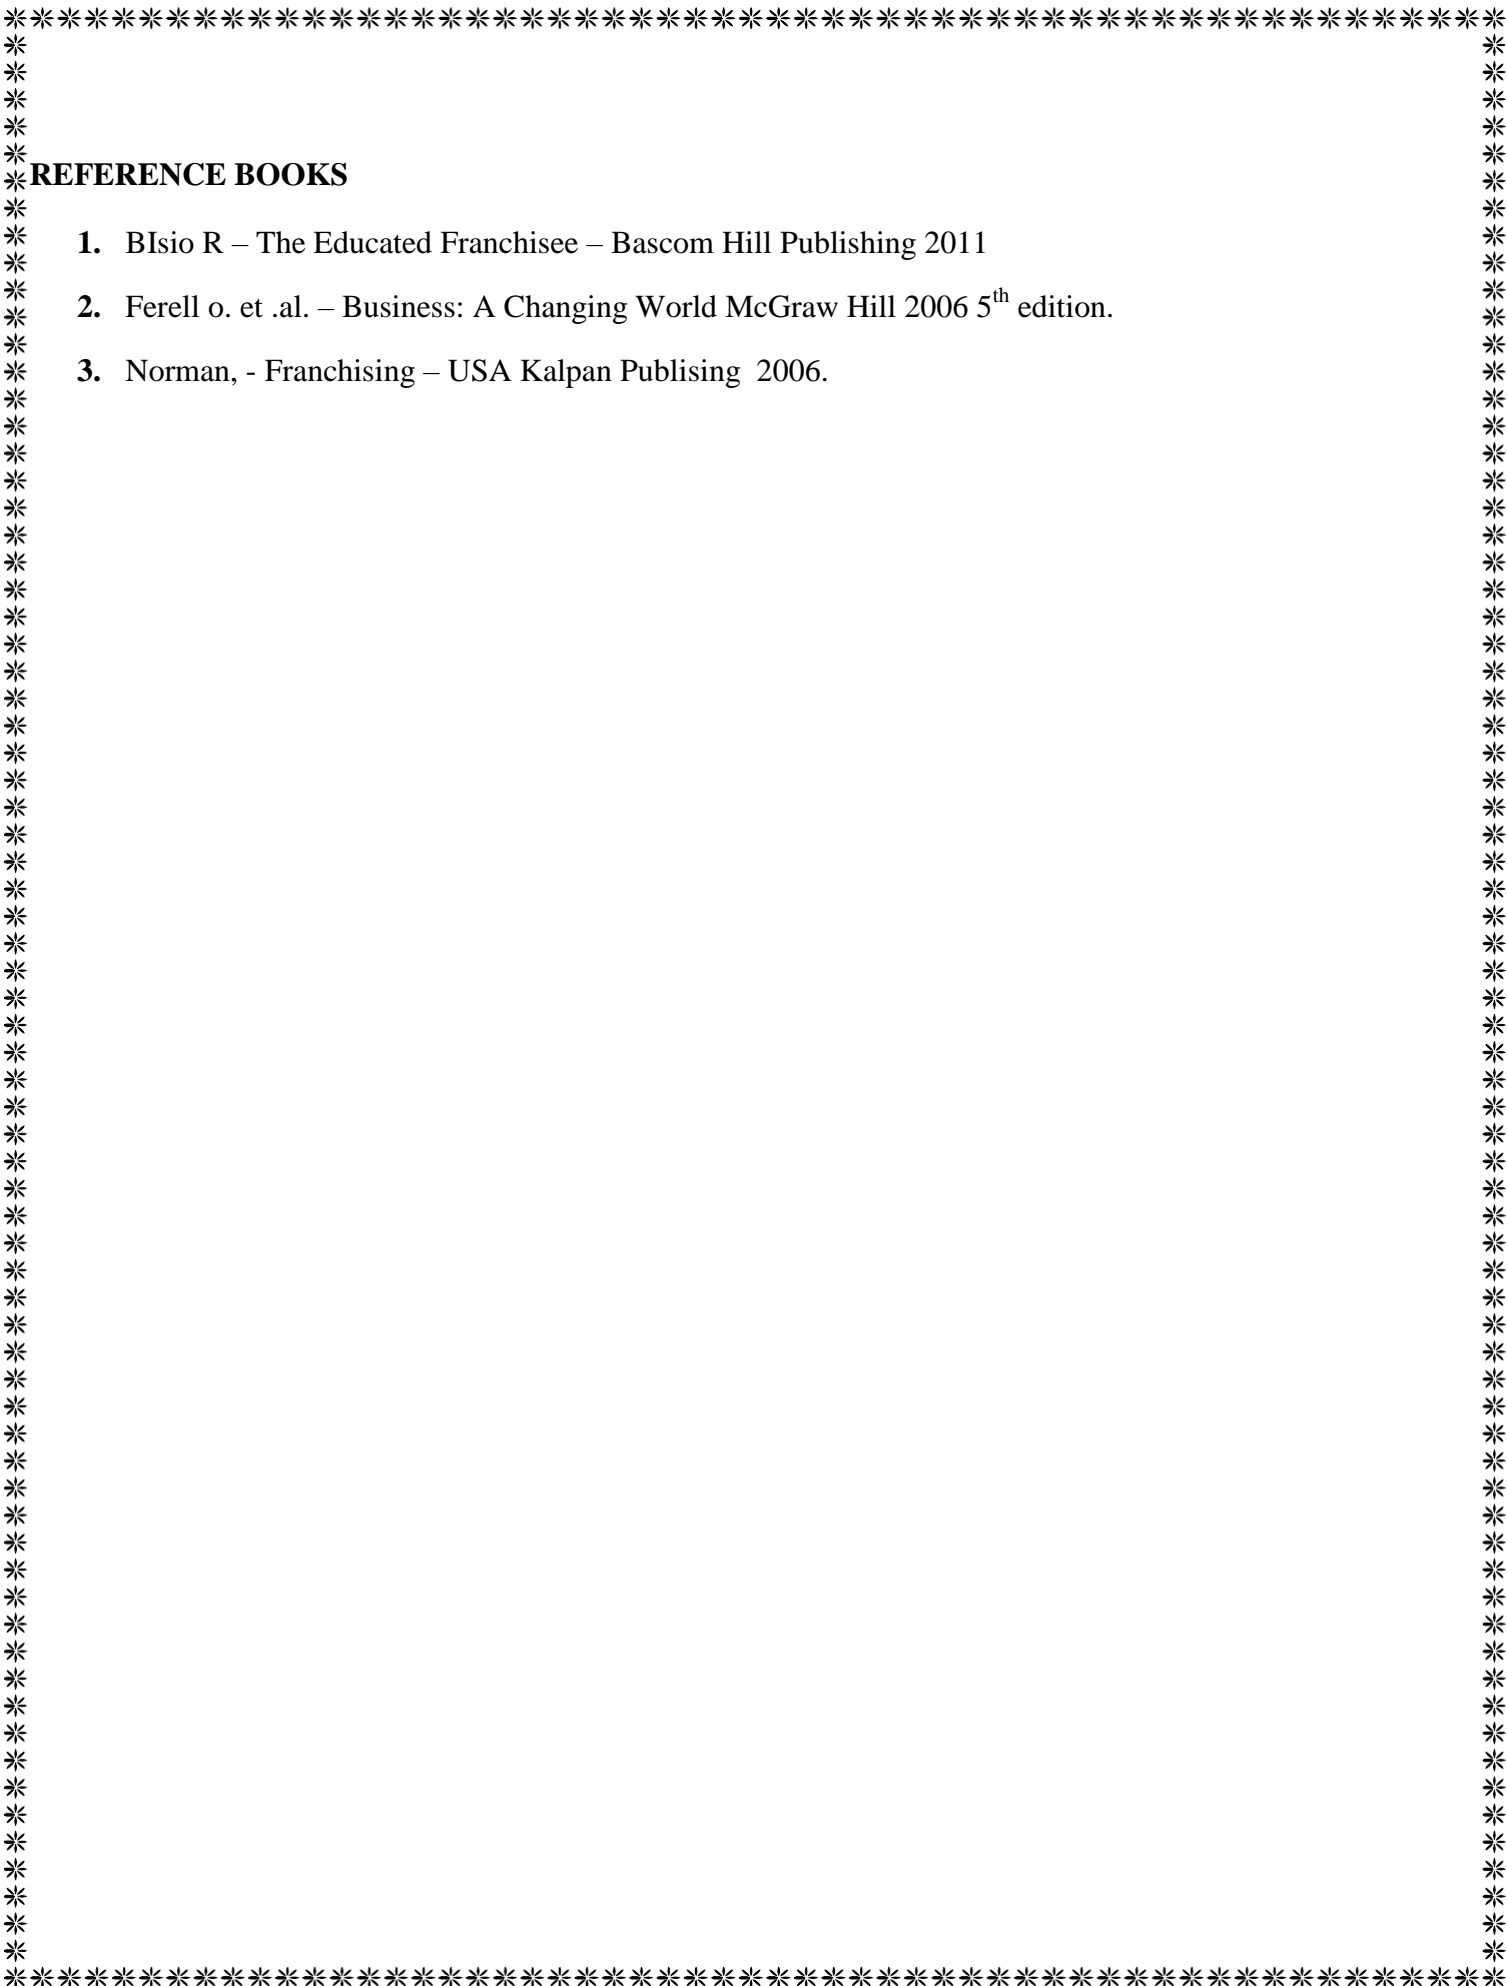 REFERENCE BOOKS
1. BIsio R – The Educated Franchisee – Bascom Hill Publishing 2011
2. Ferell o. et .al. – Business: A Changing World McGraw Hill 2006 5th edition.
3. Norman, - Franchising – USA Kalpan Publising  2006.